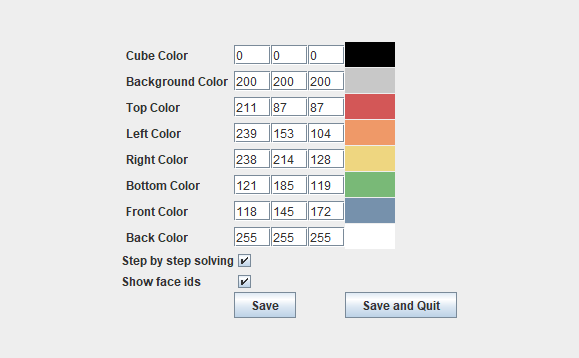 Cube Color 0 0 0
Background Color 200 200 200
Top Color 211 87 87
Left Color 239 153 104
Right Color 238 214 128
Bottom Color 121 185 119
Front Color 118 145 172
Back Color 255 255 255
Step by step solving
Show face ids
Save Save and Quit